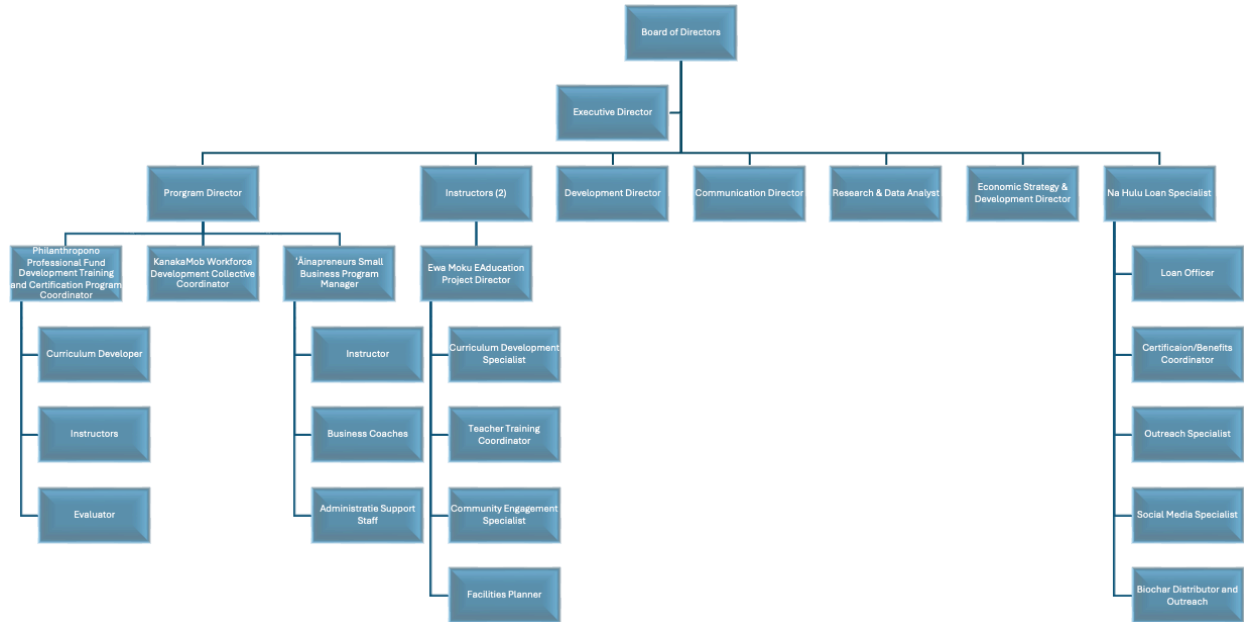 Board of Directors
Executive Director
Prorgram Director
Instructors (2)
Development Director
Communication Director
Research & Data Analyst
Economic Strategy &
Development Director
Na Hulu Loan Specialist
Philanthropono
Professional Fund
Development Training
and Certification Program
Coordinator
KanakaMob Workforce
Development Collective
Coordinator
'Āinapreneurs Small
Business Program
Manager
Ewa Moku EAducation
Project Director
Loan Officer
Curriculum Developer
Instructor
Curriculum Development
Specialist
Certificaion/Benefits
Coordinator
Instructors
Business Coaches
Teacher Training
Coordinator
Outreach Specialist
Evaluator
Administratie Support
Staff
Community Engagement
Specialist
Social Media Specialist
Facilities Planner
Biochar Distributor and
Outreach